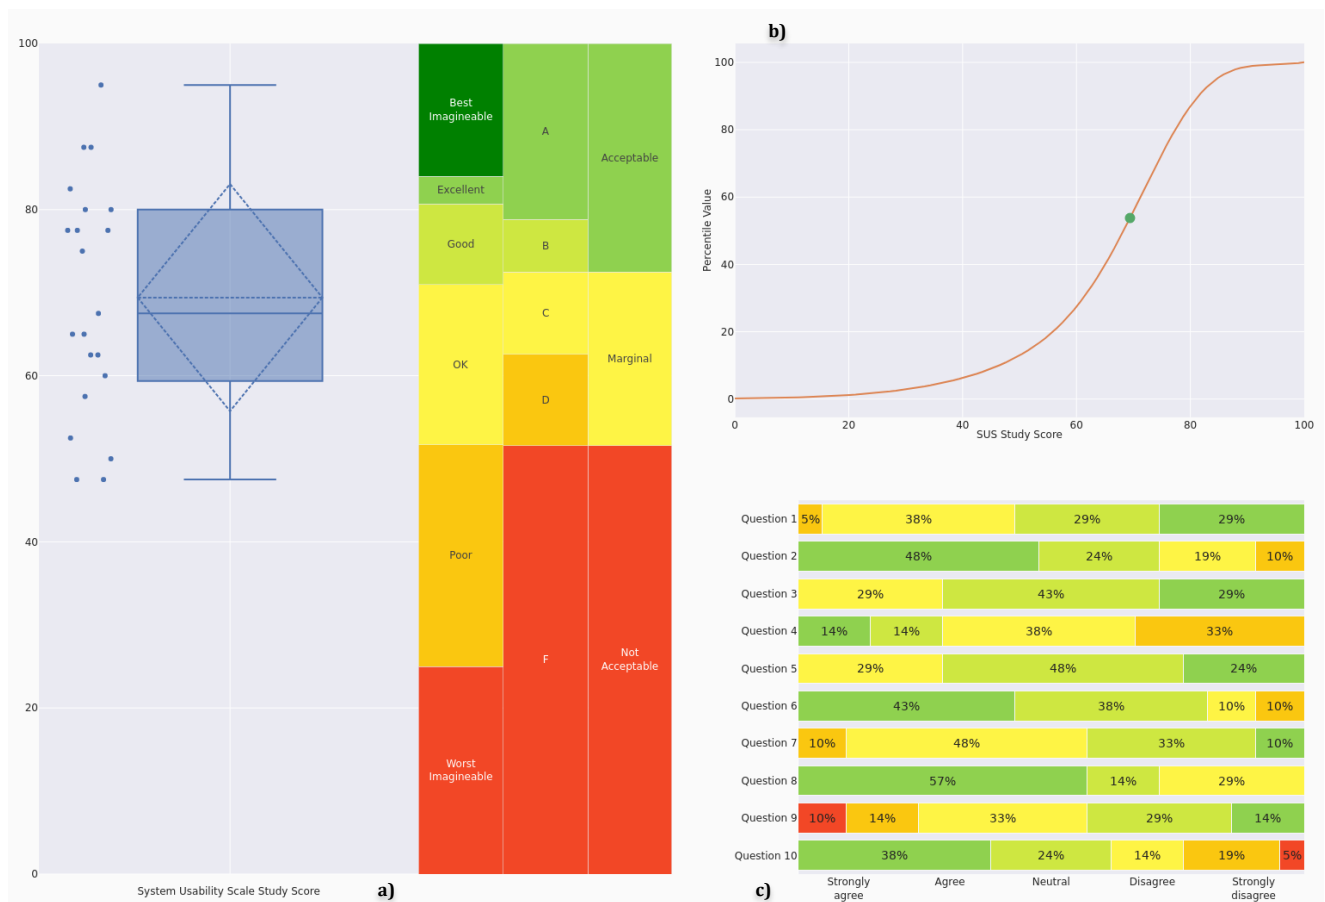 b)
100
80
60
40
20
0
Best
Imagineable
Excellent
Good
OK
Poor
Worst
Imagineable
A
B
C
D
F
Acceptable
Marginal
Not
Acceptable
System Usability Scale Study Score
a)
Percentile Value
100
80
60
40
20
0
0 20 40 60 80 100
SUS Study Score
Question 1 5% 38% 29% 29%
Question 2 48% 24% 19% 10%
Question 3 29% 43% 29%
Question 4 14% 14% 38% 33%
Question 5 29% 48% 24%
Question 6 43% 38% 10% 10%
Question 7 10% 48% 33% 10%
Question 8 57% 14% 29%
Question 9 10% 14% 33% 29% 14%
Question 10 38% 24% 14% 19% 5%
c)
Strongly
agree
Agree
Neutral
Disagree
Strongly
disagree